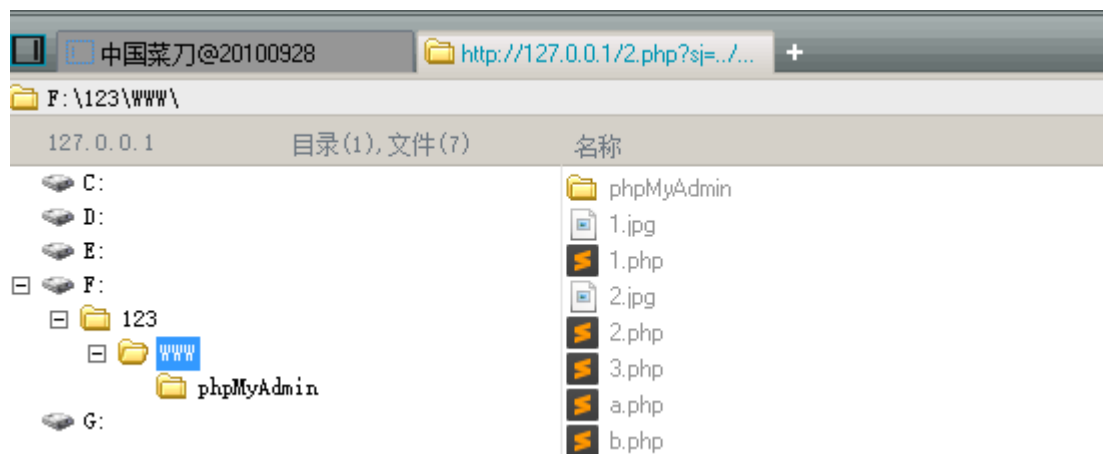 中国菜刀@20100928 http://127.0.0.1/2.php?sj=../... +
F:\123\WWW\
127.0.0.1 目录(1),文件(7) 名称
C: phpMyAdmin
D: 1.jpg
E: 1.php
F: 2.jpg
123 2.php
WWW 3.php
phpMyAdmin a.php
G: b.php